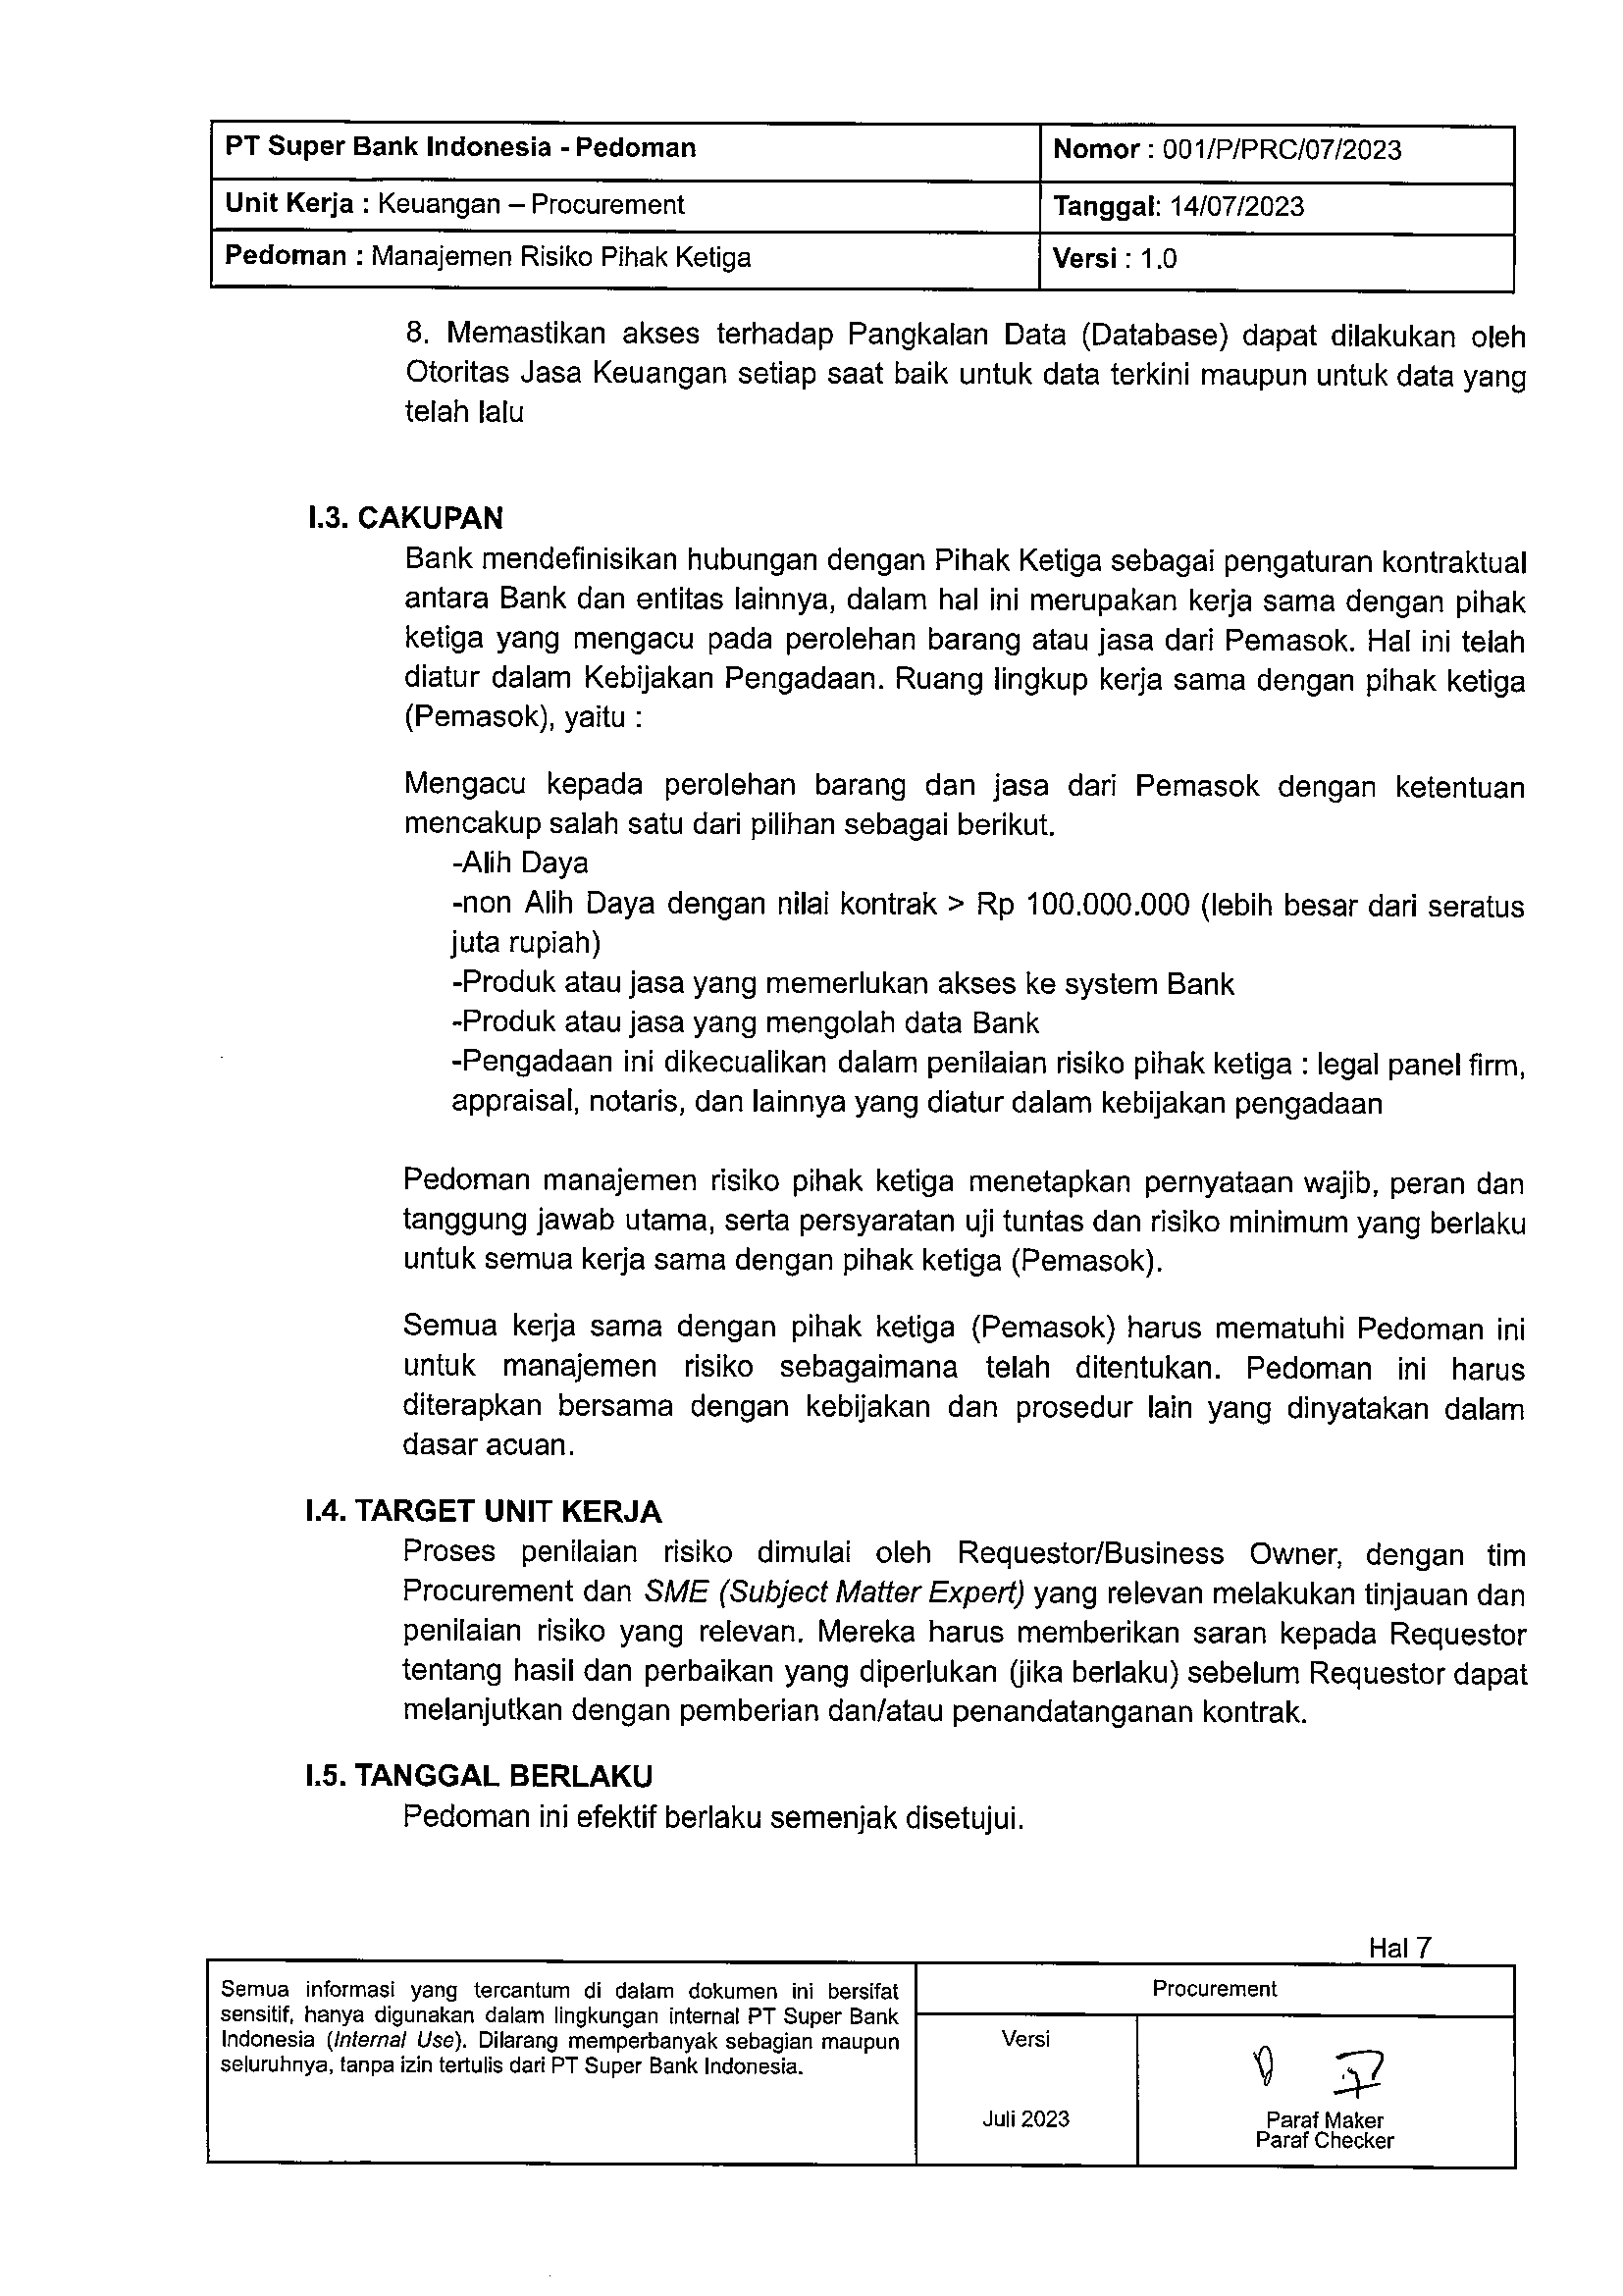 PT Super Bank Indonesia - Pedoman
Nomor : 001/P/PRC/07/2023
Unit Kerja : Keuangan – Procurement
Tanggal: 14/07/2023
Pedoman : Manajemen Risiko Pihak Ketiga
Versi : 1.0
8. Memastikan akses terhadap Pangkalan Data (Database) dapat dilakukan oleh
Otoritas Jasa Keuangan setiap saat baik untuk data terkini maupun untuk data yang
telah lalu
I.3. CAKUPAN
Bank mendefinisikan hubungan dengan Pihak Ketiga sebagai pengaturan kontraktual
antara Bank dan entitas lainnya, dalam hal ini merupakan kerja sama dengan pihak
ketiga yang mengacu pada perolehan barang atau jasa dari Pemasok. Hal ini telah
diatur dalam Kebijakan Pengadaan. Ruang lingkup kerja sama dengan pihak ketiga
(Pemasok), yaitu :
Mengacu kepada perolehan barang dan jasa dari Pemasok dengan ketentuan
mencakup salah satu dari pilihan sebagai berikut.
-Alih Daya
-non Alih Daya dengan nilai kontrak > Rp 100.000.000 (lebih besar dari seratus
juta rupiah)
-Produk atau jasa yang memerlukan akses ke system Bank
-Produk atau jasa yang mengolah data Bank
-Pengadaan ini dikecualikan dalam penilaian risiko pihak ketiga : legal panel firm,
appraisal, notaris, dan lainnya yang diatur dalam kebijakan pengadaan
Pedoman manajemen risiko pihak ketiga menetapkan pernyataan wajib, peran dan
tanggung jawab utama, serta persyaratan uji tuntas dan risiko minimum yang berlaku
untuk semua kerja sama dengan pihak ketiga (Pemasok).
Semua kerja sama dengan pihak ketiga (Pemasok) harus mematuhi Pedoman ini
untuk manajemen risiko sebagaimana telah ditentukan. Pedoman ini harus
diterapkan bersama dengan kebijakan dan prosedur lain yang dinyatakan dalam
dasar acuan.
I.4. TARGET UNIT KERJA
Proses penilaian risiko dimulai oleh Requestor/Business Owner, dengan tim
Procurement dan SME (Subject Matter Expert) yang relevan melakukan tinjauan dan
penilaian risiko yang relevan. Mereka harus memberikan saran kepada Requestor
tentang hasil dan perbaikan yang diperlukan (jika berlaku) sebelum Requestor dapat
melanjutkan dengan pemberian dan/atau penandatanganan kontrak.
I.5. TANGGAL BERLAKU
Pedoman ini efektif berlaku semenjak disetujui.
Hal 7
Semua informasi yang tercantum di dalam dokumen ini bersifat
sensitif, hanya digunakan dalam lingkungan internal PT Super Bank
Indonesia (Internal Use). Dilarang memperbanyak sebagian maupun
seluruhnya, tanpa izin tertulis dari PT Super Bank Indonesia.
Procurement
Versi
Juli 2023
Paraf Maker
Paraf Checker